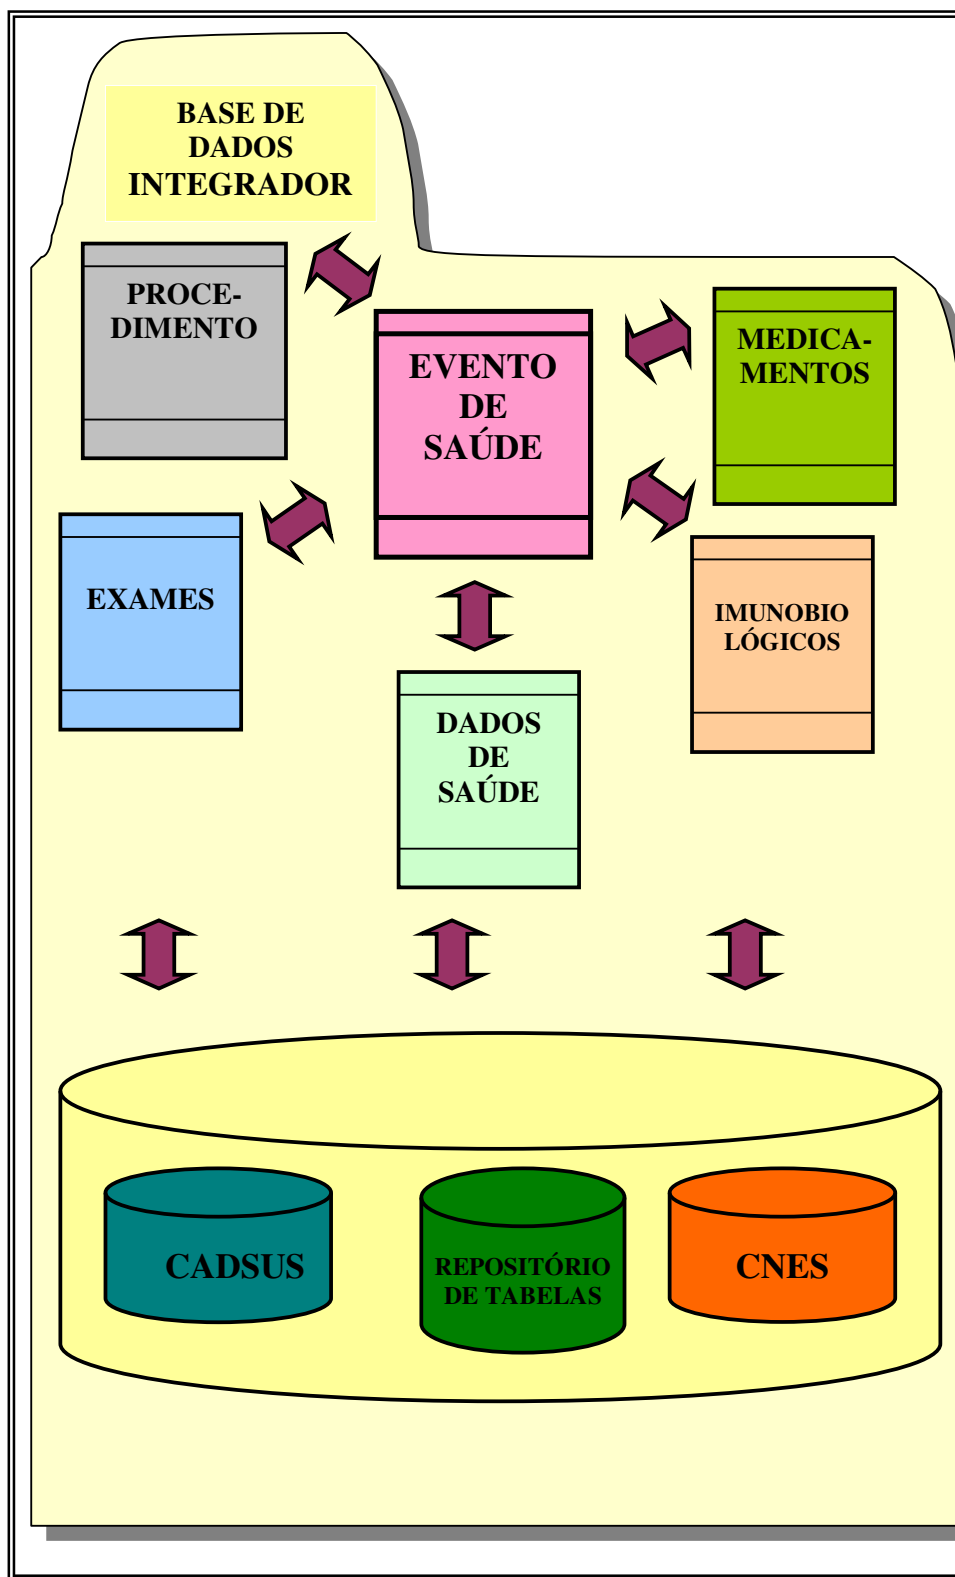 BASE DE
DADOS
INTEGRADOR
PROCE-
DIMENTO
EVENTO
DE
SAÚDE
MEDICA-
MENTOS
EXAMES
IMUNOBIO
LÓGICOS
DADOS
DE
SAÚDE
CADSUS
REPOSITÓRIO
DE TABELAS
CNES